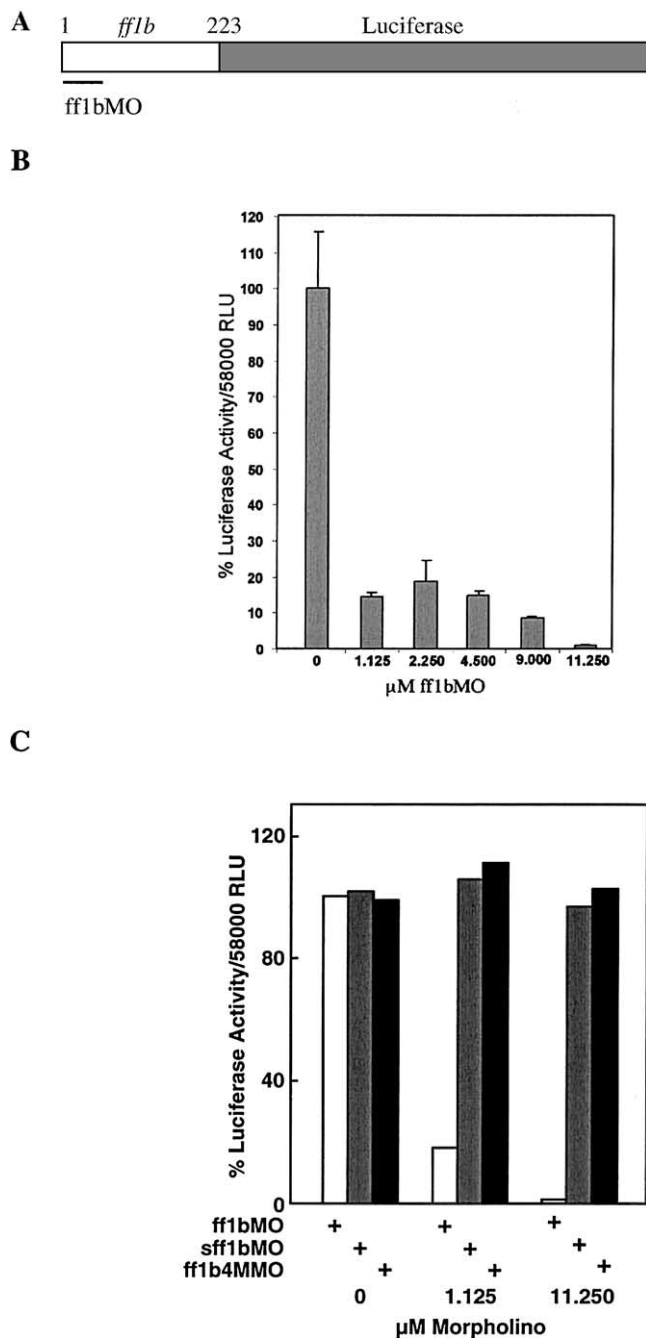 A
1 ff1b 223 Luciferase
ff1bMO
B
% Luciferase Activity/58000 RLU
120
110
100
90
80
70
60
50
40
30
20
10
0
0 1.125 2.250 4.500 9.000 11.250
µM ff1bMO
C
% Luciferase Activity/58000 RLU
120
80
40
0
ff1bMO + + +
sff1bMO + + +
ff1b4MMO + + +
0 1.125 11.250
µM Morpholino